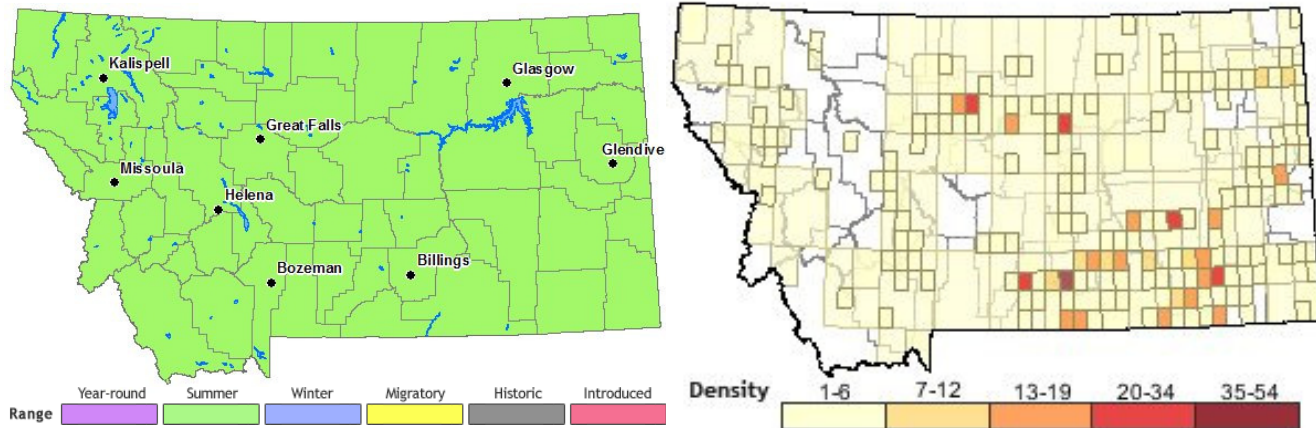 Kalispell
Glasgow
Great Falls
Glendive
Missoula
Helena
Billings
Bozeman
Range Year-round Summer Winter Migratory Historic Introduced
Density 1-6 7-12 13-19 20-34 35-54